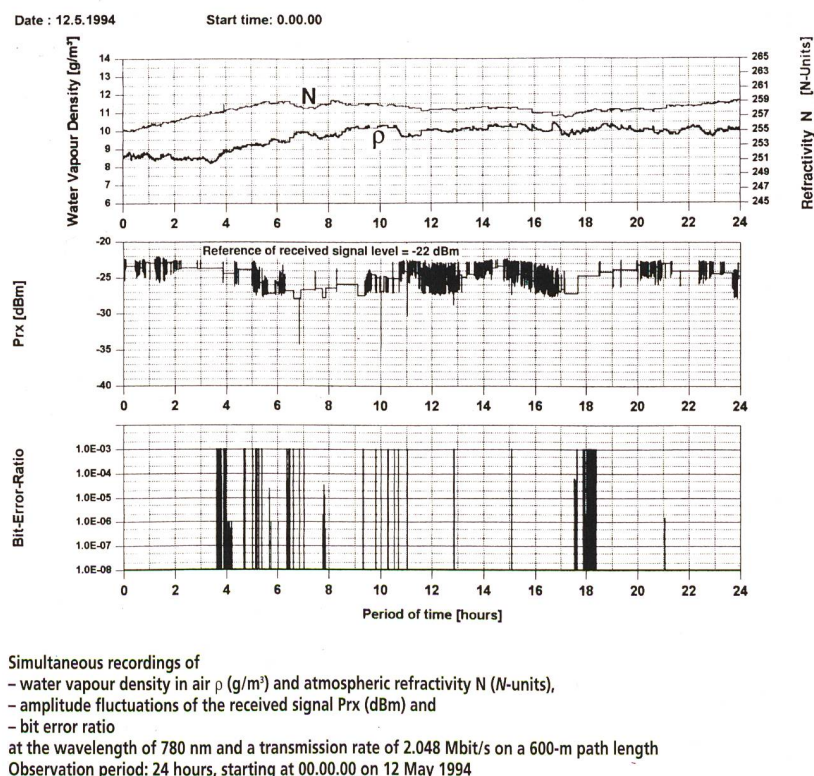 Date : 12.5.1994 Start time: 0.00.00
Water Vapour Density [g/m³]
14
13
12
11
10
9
8
7
6
N
ρ
265
263
261
259
257
255
253
251
249
247
245
Refractivity N [N-Units]
0 2 4 6 8 10 12 14 16 18 20 22 24
Prx [dBm]
-20
-25
-30
-35
-40
Reference of received signal level = -22 dBm
0 2 4 6 8 10 12 14 16 18 20 22 24
Bit-Error-Ratio
1.0E-03
1.0E-04
1.0E-05
1.0E-06
1.0E-07
1.0E-08
0 2 4 6 8 10 12 14 16 18 20 22 24
Period of time [hours]
Simultaneous recordings of
– water vapour density in air ρ (g/m³) and atmospheric refractivity N (N-units),
– amplitude fluctuations of the received signal Prx (dBm) and
– bit error ratio
at the wavelength of 780 nm and a transmission rate of 2.048 Mbit/s on a 600-m path length
Observation period: 24 hours, starting at 00.00.00 on 12 May 1994